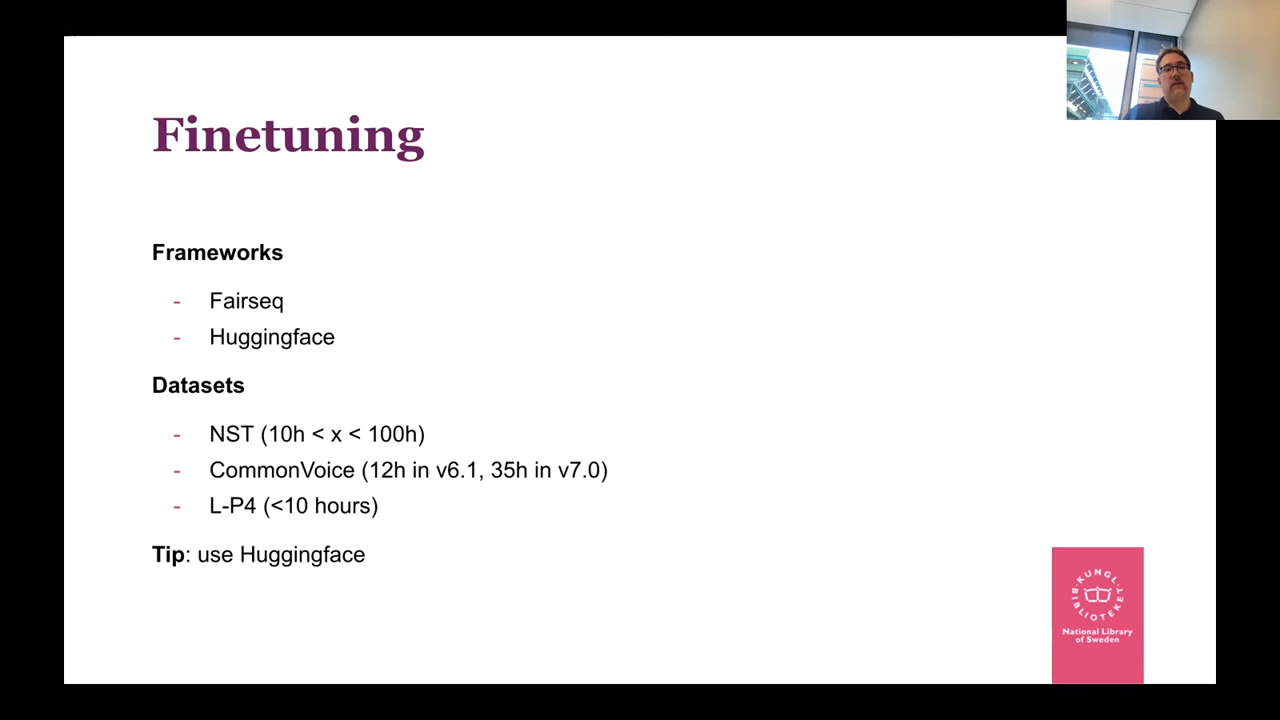 Finetuning
Frameworks
- Fairseq
- Huggingface
Datasets
- NST (10h < x < 100h)
- CommonVoice (12h in v6.1, 35h in v7.0)
- L-P4 (<10 hours)
Tip: use Huggingface
KUNGL·
BIBLIOTEKET·
National Library
of Sweden